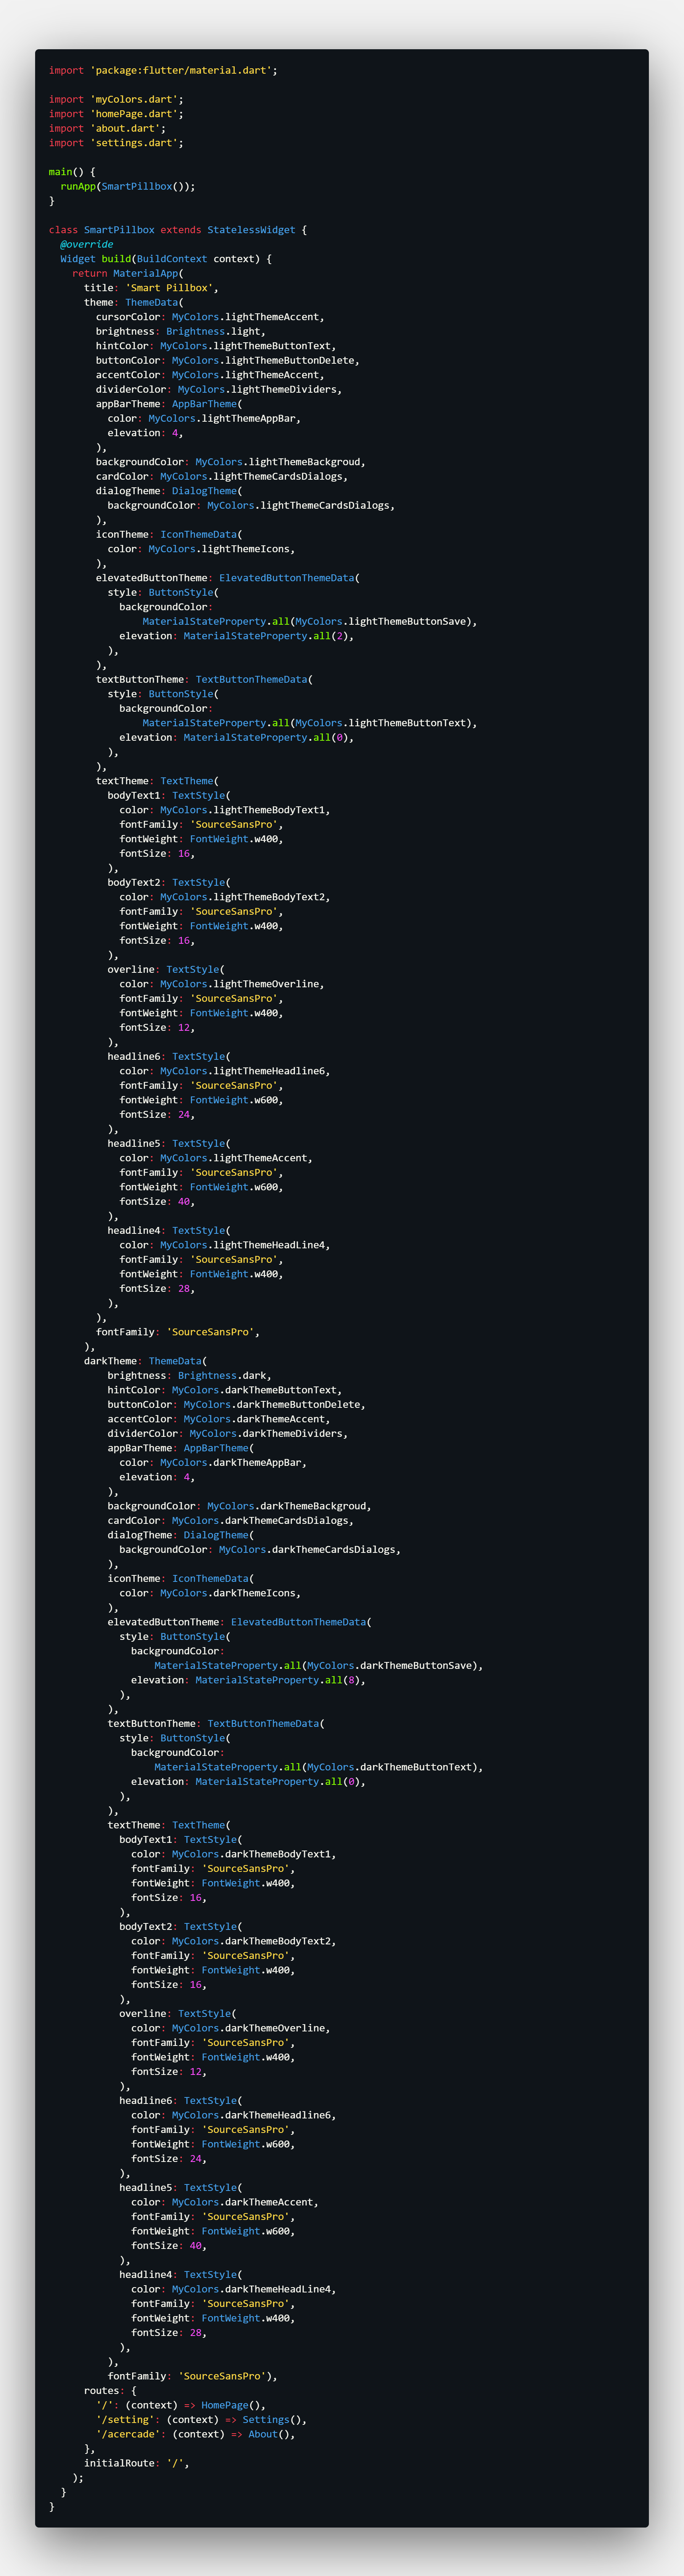 import 'package:flutter/material.dart';

import 'myColors.dart';
import 'homePage.dart';
import 'about.dart';
import 'settings.dart';

main() {
  runApp(SmartPillbox());
}

class SmartPillbox extends StatelessWidget {
  @override
  Widget build(BuildContext context) {
    return MaterialApp(
      title: 'Smart Pillbox',
      theme: ThemeData(
        cursorColor: MyColors.lightThemeAccent,
        brightness: Brightness.light,
        hintColor: MyColors.lightThemeButtonText,
        buttonColor: MyColors.lightThemeButtonDelete,
        accentColor: MyColors.lightThemeAccent,
        dividerColor: MyColors.lightThemeDividers,
        appBarTheme: AppBarTheme(
          color: MyColors.lightThemeAppBar,
          elevation: 4,
        ),
        backgroundColor: MyColors.lightThemeBackgroud,
        cardColor: MyColors.lightThemeCardsDialogs,
        dialogTheme: DialogTheme(
          backgroundColor: MyColors.lightThemeCardsDialogs,
        ),
        iconTheme: IconThemeData(
          color: MyColors.lightThemeIcons,
        ),
        elevatedButtonTheme: ElevatedButtonThemeData(
          style: ButtonStyle(
            backgroundColor:
                MaterialStateProperty.all(MyColors.lightThemeButtonSave),
            elevation: MaterialStateProperty.all(2),
          ),
        ),
        textButtonTheme: TextButtonThemeData(
          style: ButtonStyle(
            backgroundColor:
                MaterialStateProperty.all(MyColors.lightThemeButtonText),
            elevation: MaterialStateProperty.all(0),
          ),
        ),
        textTheme: TextTheme(
          bodyText1: TextStyle(
            color: MyColors.lightThemeBodyText1,
            fontFamily: 'SourceSansPro',
            fontWeight: FontWeight.w400,
            fontSize: 16,
          ),
          bodyText2: TextStyle(
            color: MyColors.lightThemeBodyText2,
            fontFamily: 'SourceSansPro',
            fontWeight: FontWeight.w400,
            fontSize: 16,
          ),
          overline: TextStyle(
            color: MyColors.lightThemeOverline,
            fontFamily: 'SourceSansPro',
            fontWeight: FontWeight.w400,
            fontSize: 12,
          ),
          headline6: TextStyle(
            color: MyColors.lightThemeHeadline6,
            fontFamily: 'SourceSansPro',
            fontWeight: FontWeight.w600,
            fontSize: 24,
          ),
          headline5: TextStyle(
            color: MyColors.lightThemeAccent,
            fontFamily: 'SourceSansPro',
            fontWeight: FontWeight.w600,
            fontSize: 40,
          ),
          headline4: TextStyle(
            color: MyColors.lightThemeHeadLine4,
            fontFamily: 'SourceSansPro',
            fontWeight: FontWeight.w400,
            fontSize: 28,
          ),
        ),
        fontFamily: 'SourceSansPro',
      ),
      darkTheme: ThemeData(
          brightness: Brightness.dark,
          hintColor: MyColors.darkThemeButtonText,
          buttonColor: MyColors.darkThemeButtonDelete,
          accentColor: MyColors.darkThemeAccent,
          dividerColor: MyColors.darkThemeDividers,
          appBarTheme: AppBarTheme(
            color: MyColors.darkThemeAppBar,
            elevation: 4,
          ),
          backgroundColor: MyColors.darkThemeBackgroud,
          cardColor: MyColors.darkThemeCardsDialogs,
          dialogTheme: DialogTheme(
            backgroundColor: MyColors.darkThemeCardsDialogs,
          ),
          iconTheme: IconThemeData(
            color: MyColors.darkThemeIcons,
          ),
          elevatedButtonTheme: ElevatedButtonThemeData(
            style: ButtonStyle(
              backgroundColor:
                  MaterialStateProperty.all(MyColors.darkThemeButtonSave),
              elevation: MaterialStateProperty.all(8),
            ),
          ),
          textButtonTheme: TextButtonThemeData(
            style: ButtonStyle(
              backgroundColor:
                  MaterialStateProperty.all(MyColors.darkThemeButtonText),
              elevation: MaterialStateProperty.all(0),
            ),
          ),
          textTheme: TextTheme(
            bodyText1: TextStyle(
              color: MyColors.darkThemeBodyText1,
              fontFamily: 'SourceSansPro',
              fontWeight: FontWeight.w400,
              fontSize: 16,
            ),
            bodyText2: TextStyle(
              color: MyColors.darkThemeBodyText2,
              fontFamily: 'SourceSansPro',
              fontWeight: FontWeight.w400,
              fontSize: 16,
            ),
            overline: TextStyle(
              color: MyColors.darkThemeOverline,
              fontFamily: 'SourceSansPro',
              fontWeight: FontWeight.w400,
              fontSize: 12,
            ),
            headline6: TextStyle(
              color: MyColors.darkThemeHeadline6,
              fontFamily: 'SourceSansPro',
              fontWeight: FontWeight.w600,
              fontSize: 24,
            ),
            headline5: TextStyle(
              color: MyColors.darkThemeAccent,
              fontFamily: 'SourceSansPro',
              fontWeight: FontWeight.w600,
              fontSize: 40,
            ),
            headline4: TextStyle(
              color: MyColors.darkThemeHeadLine4,
              fontFamily: 'SourceSansPro',
              fontWeight: FontWeight.w400,
              fontSize: 28,
            ),
          ),
          fontFamily: 'SourceSansPro'),
      routes: {
        '/': (context) => HomePage(),
        '/setting': (context) => Settings(),
        '/acercade': (context) => About(),
      },
      initialRoute: '/',
    );
  }
}